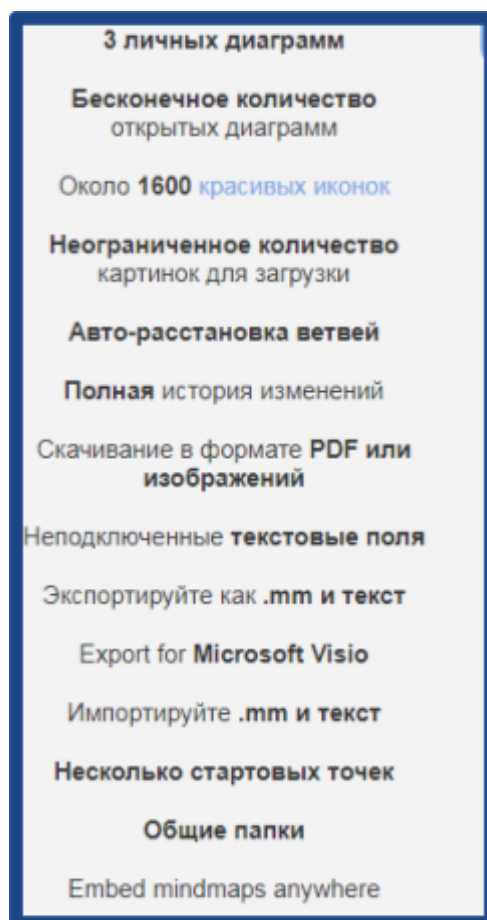 3 личных диаграмм
Бесконечное количество
открытых диаграмм
Около 1600 красивых иконок
Неограниченное количество
картинок для загрузки
Авто-расстановка ветвей
Полная история изменений
Скачивание в формате PDF или
изображений
Неподключенные текстовые поля
Экспортируйте как .mm и текст
Export for Microsoft Visio
Импортируйте .mm и текст
Несколько стартовых точек
Общие папки
Embed mindmaps anywhere